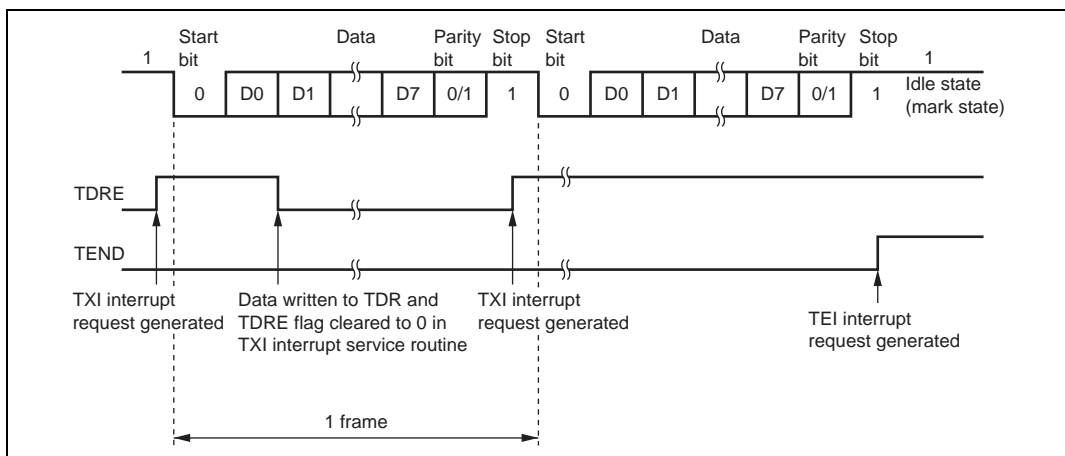 Start bit
Data
Parity bit
Stop bit
Start bit
Data
Parity bit
Stop bit
1
1
0
D0
D1
D7
0/1
1
0
D0
D1
D7
0/1
1
Idle state
(mark state)
TDRE
TEND
TXI interrupt
request generated
Data written to TDR and
TDRE flag cleared to 0 in
TXI interrupt service routine
TXI interrupt
request generated
TEI interrupt
request generated
1 frame